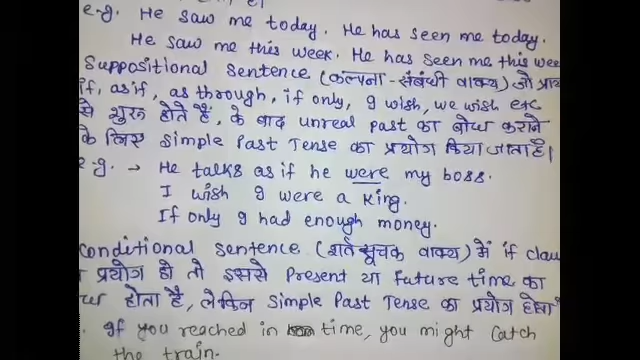 e.g. He saw me today. He has seen me today.
He saw me this week. He has seen me this wee
Suppositional Sentence (कल्पना-संबंधी वाक्य) जो प्राय
if, as if, as through, if only, I wish, we wish etc
से शुरू होते हैं, के बाद unreal past का बोध कराने
के लिए Simple Past Tense का प्रयोग किया जाता है।
e.g. → He talks as if he were my boss.
I wish I were a King.
If only I had enough money.
Conditional Sentence (शर्त सूचक वाक्य) में if clau
प्रयोग हो तो इससे Present या future time का
होता है, लेकिन Simple Past Tense का प्रयोग होता
If you reached in time, you might catch
the train.